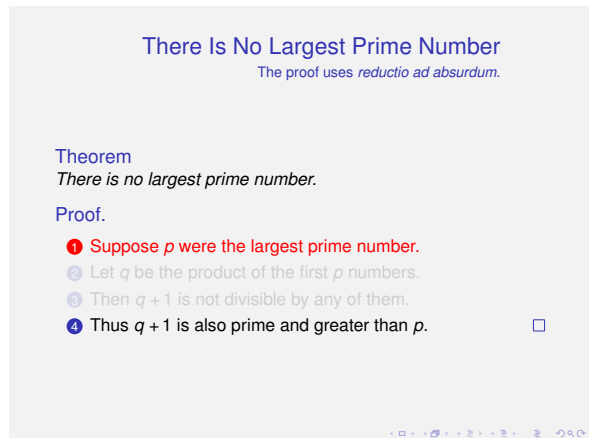 There Is No Largest Prime Number
The proof uses reductio ad absurdum.
Theorem
There is no largest prime number.
Proof.
1 Suppose p were the largest prime number.
2 Let q be the product of the first p numbers.
3 Then q + 1 is not divisible by any of them.
4 Thus q + 1 is also prime and greater than p. □